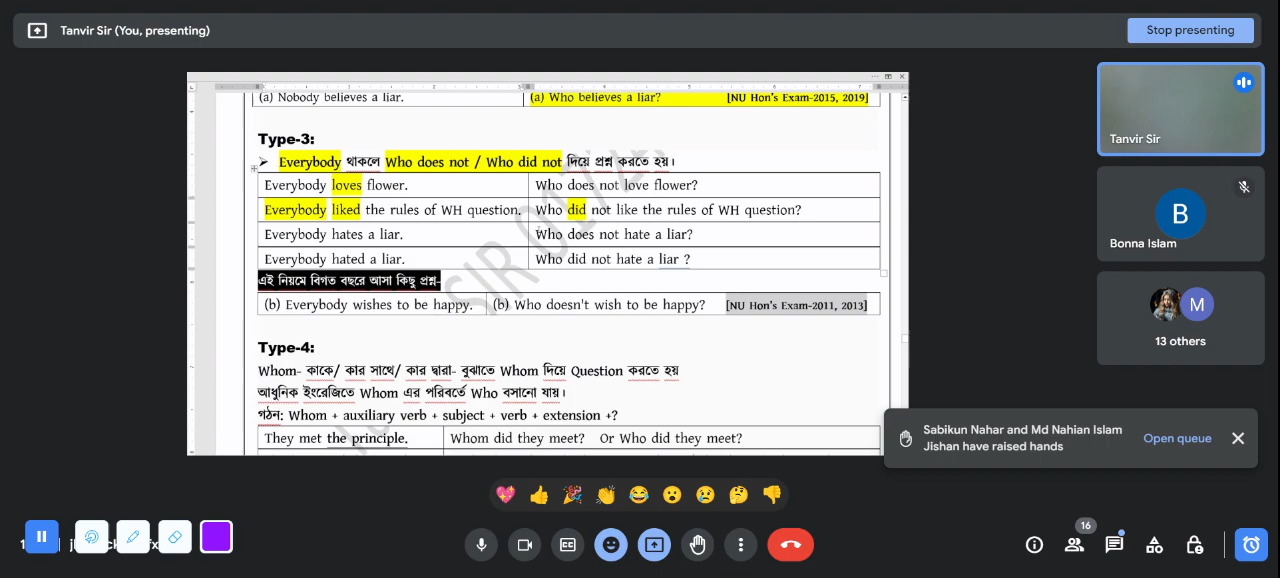 Tanvir Sir (You, presenting)
Stop presenting
(a) Nobody believes a liar. (a) Who believes a liar? [NU Hon's Exam-2015, 2019]
Type-3:
➢ Everybody থাকলে Who does not / Who did not দিয়ে প্রশ্ন করতে হয়।
Everybody loves flower. Who does not love flower?
Everybody liked the rules of WH question. Who did not like the rules of WH question?
Everybody hates a liar. Who does not hate a liar?
Everybody hated a liar. Who did not hate a liar ?
এই নিয়মে বিগত বছরে আসা কিছু প্রশ্ন-
(b) Everybody wishes to be happy. (b) Who doesn't wish to be happy? [NU Hon's Exam-2011, 2013]
Type-4:
Whom- কাকে/ কার সাথে/ কার দ্বারা- বুঝাতে Whom দিয়ে Question করতে হয়
আধুনিক ইংরেজিতে Whom এর পরিবর্তে Who বসানো যায়।
গঠন: Whom + auxiliary verb + subject + verb + extension +?
They met the principle. Whom did they meet? Or Who did they meet?
SIR
Tanvir Sir
B
Bonna Islam
M
13 others
Sabikun Nahar and Md Nahian Islam
Jishan have raised hands
Open queue
16